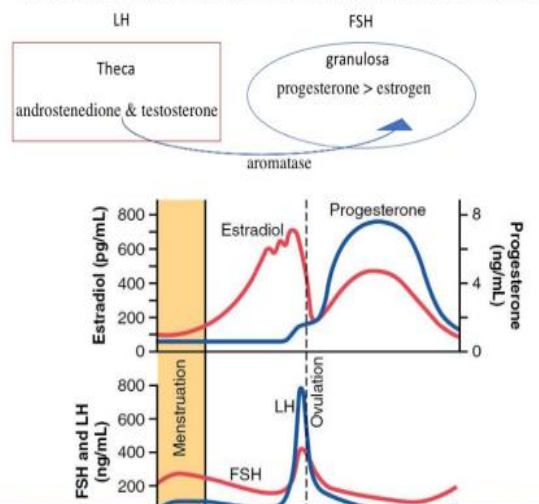 LH
FSH
Theca
androstenedione & testosterone
granulosa
progesterone > estrogen
aromatase
Estradiol (pg/mL)
800
600
400
200
0
Estradiol
Progesterone
8
4
0
Progesterone
(ng/mL)
FSH and LH
(ng/mL)
800
600
400
200
Menstruation
Ovulation
LH
FSH